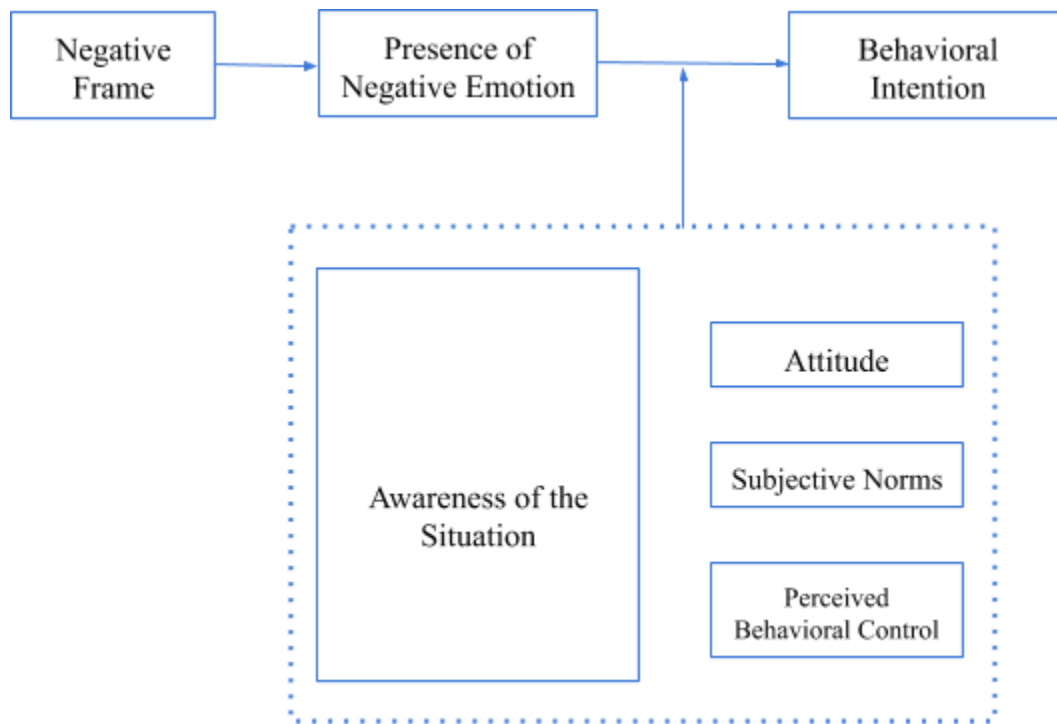 Negative
Frame
Presence of
Negative Emotion
Behavioral
Intention
Awareness of the
Situation
Attitude
Subjective Norms
Perceived
Behavioral Control